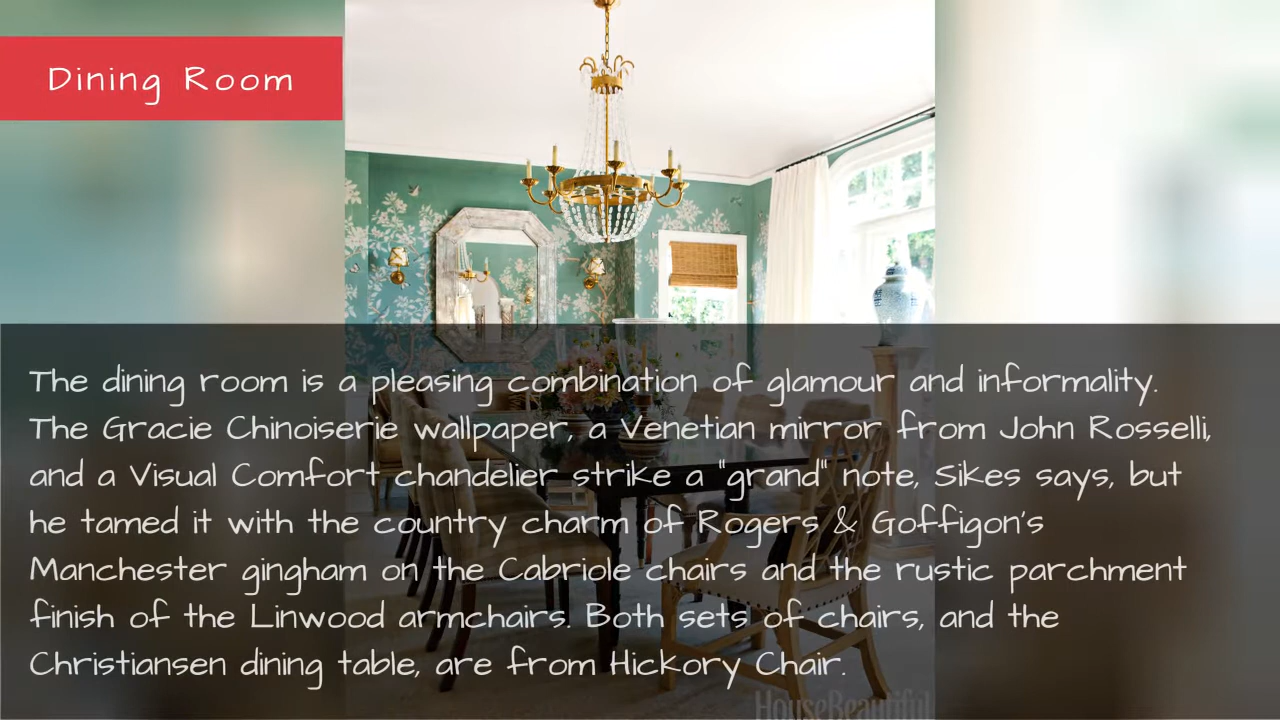 Dining Room
The dining room is a pleasing combination of glamour and informality.
The Gracie Chinoiserie wallpaper, a Venetian mirror from John Rosselli,
and a Visual Comfort chandelier strike a "grand" note, Sikes says, but
he tamed it with the country charm of Rogers & Goffigon's
Manchester gingham on the Cabriole chairs and the rustic parchment
finish of the Linwood armchairs. Both sets of chairs, and the
Christiansen dining table, are from Hickory Chair.
HouseBeautiful